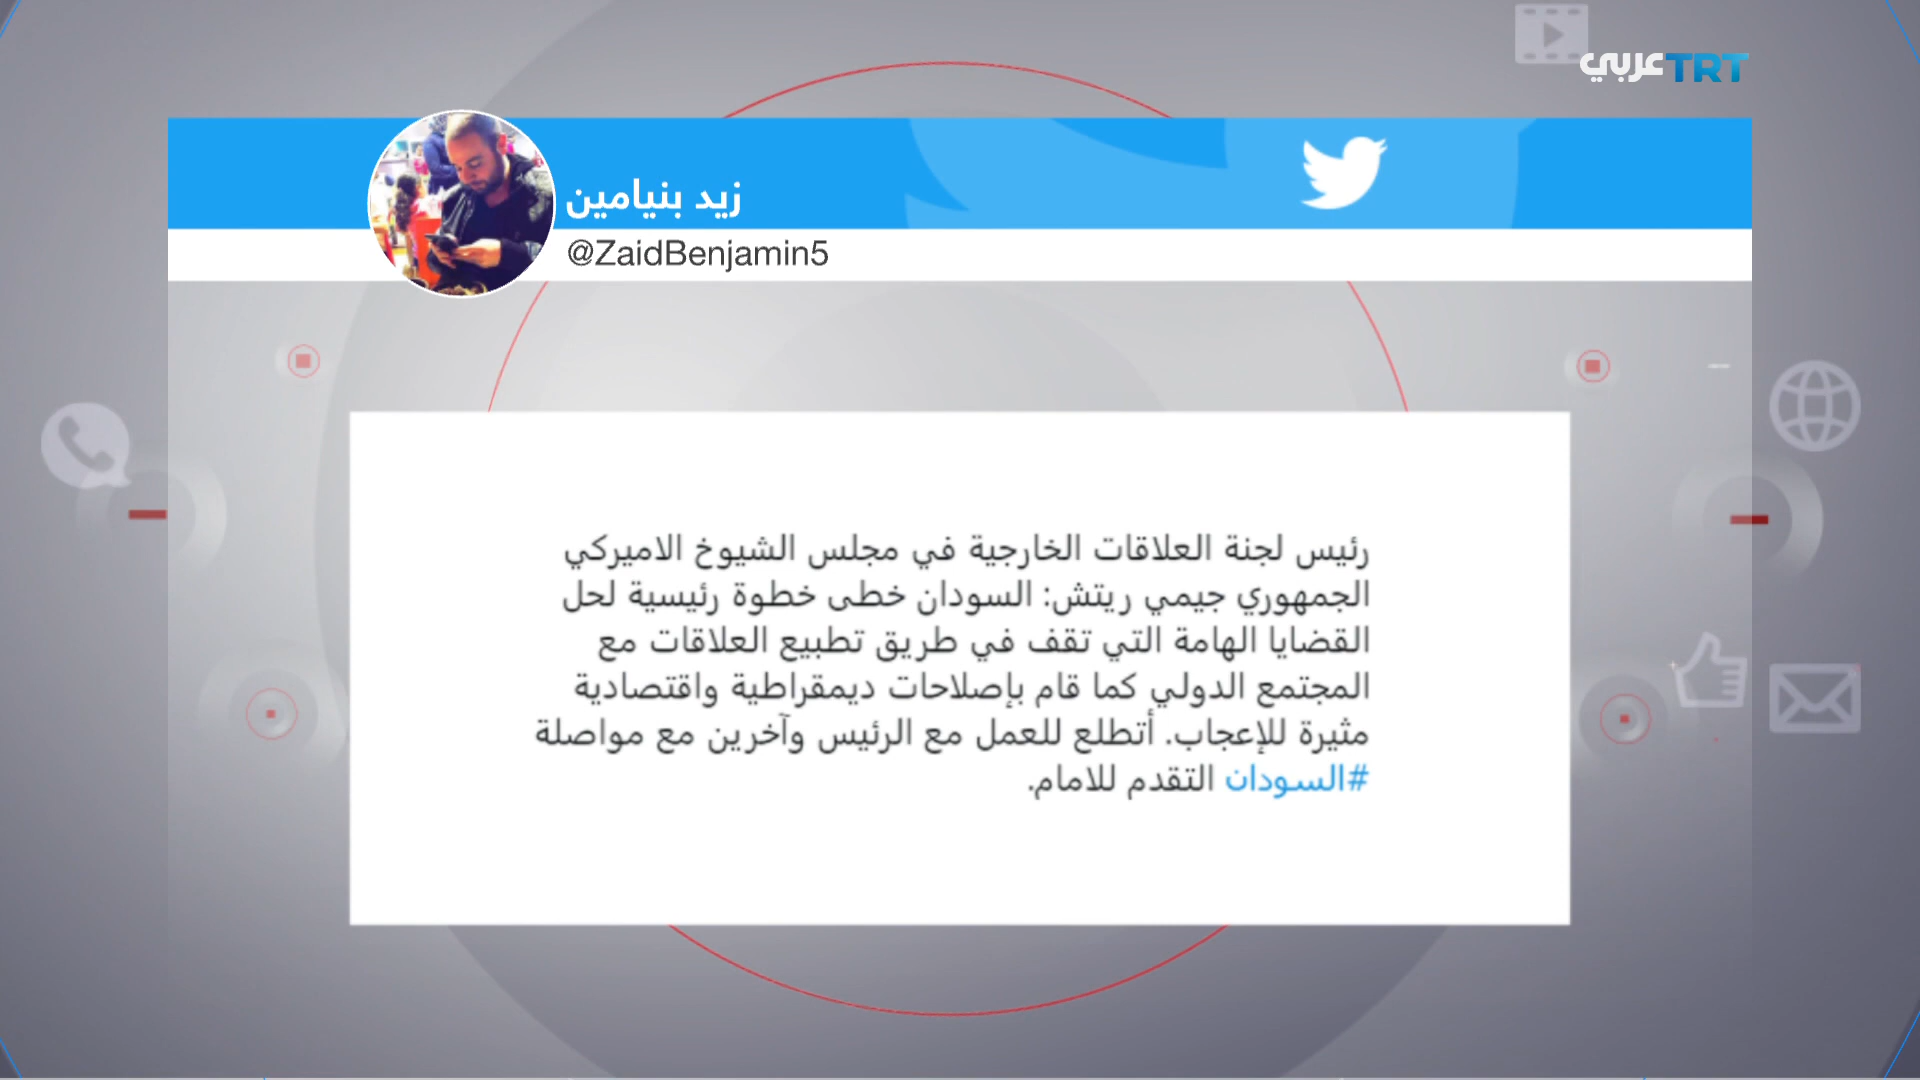 TRT عربي
زيد بنيامين
@ZaidBenjamin5
رئيس لجنة العلاقات الخارجية في مجلس الشيوخ الاميركي
الجمهوري جيمي ريتش: السودان خطى خطوة رئيسية لحل
القضايا الهامة التي تقف في طريق تطبيع العلاقات مع
المجتمع الدولي كما قام بإصلاحات ديمقراطية واقتصادية
مثيرة للإعجاب. أتطلع للعمل مع الرئيس وآخرين مع مواصلة
#السودان التقدم للامام.